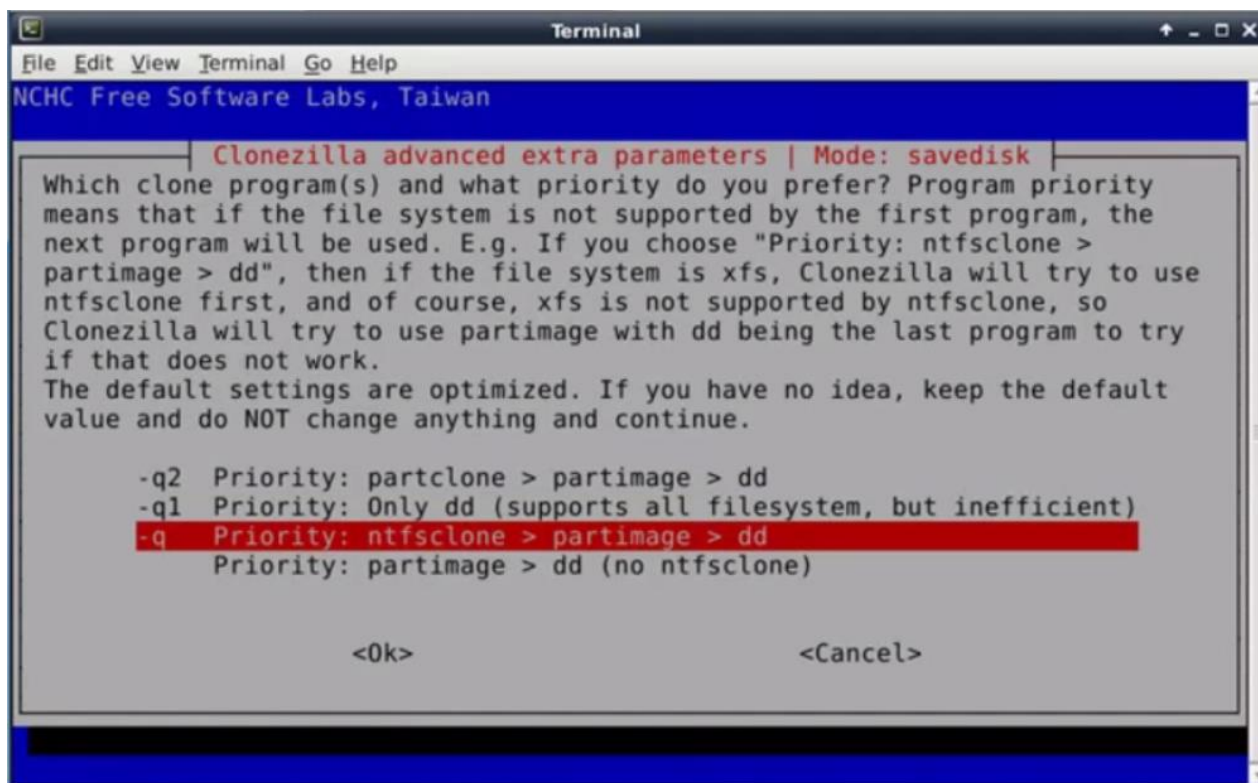 Terminal
File Edit View Terminal Go Help
NCHC Free Software Labs, Taiwan
Clonezilla advanced extra parameters | Mode: savedisk
Which clone program(s) and what priority do you prefer? Program priority
means that if the file system is not supported by the first program, the
next program will be used. E.g. If you choose "Priority: ntfsclone >
partimage > dd", then if the file system is xfs, Clonezilla will try to use
ntfsclone first, and of course, xfs is not supported by ntfsclone, so
Clonezilla will try to use partimage with dd being the last program to try
if that does not work.
The default settings are optimized. If you have no idea, keep the default
value and do NOT change anything and continue.
-q2 Priority: partclone > partimage > dd
-q1 Priority: Only dd (supports all filesystem, but inefficient)
-q Priority: ntfsclone > partimage > dd
Priority: partimage > dd (no ntfsclone)
<Ok> <Cancel>